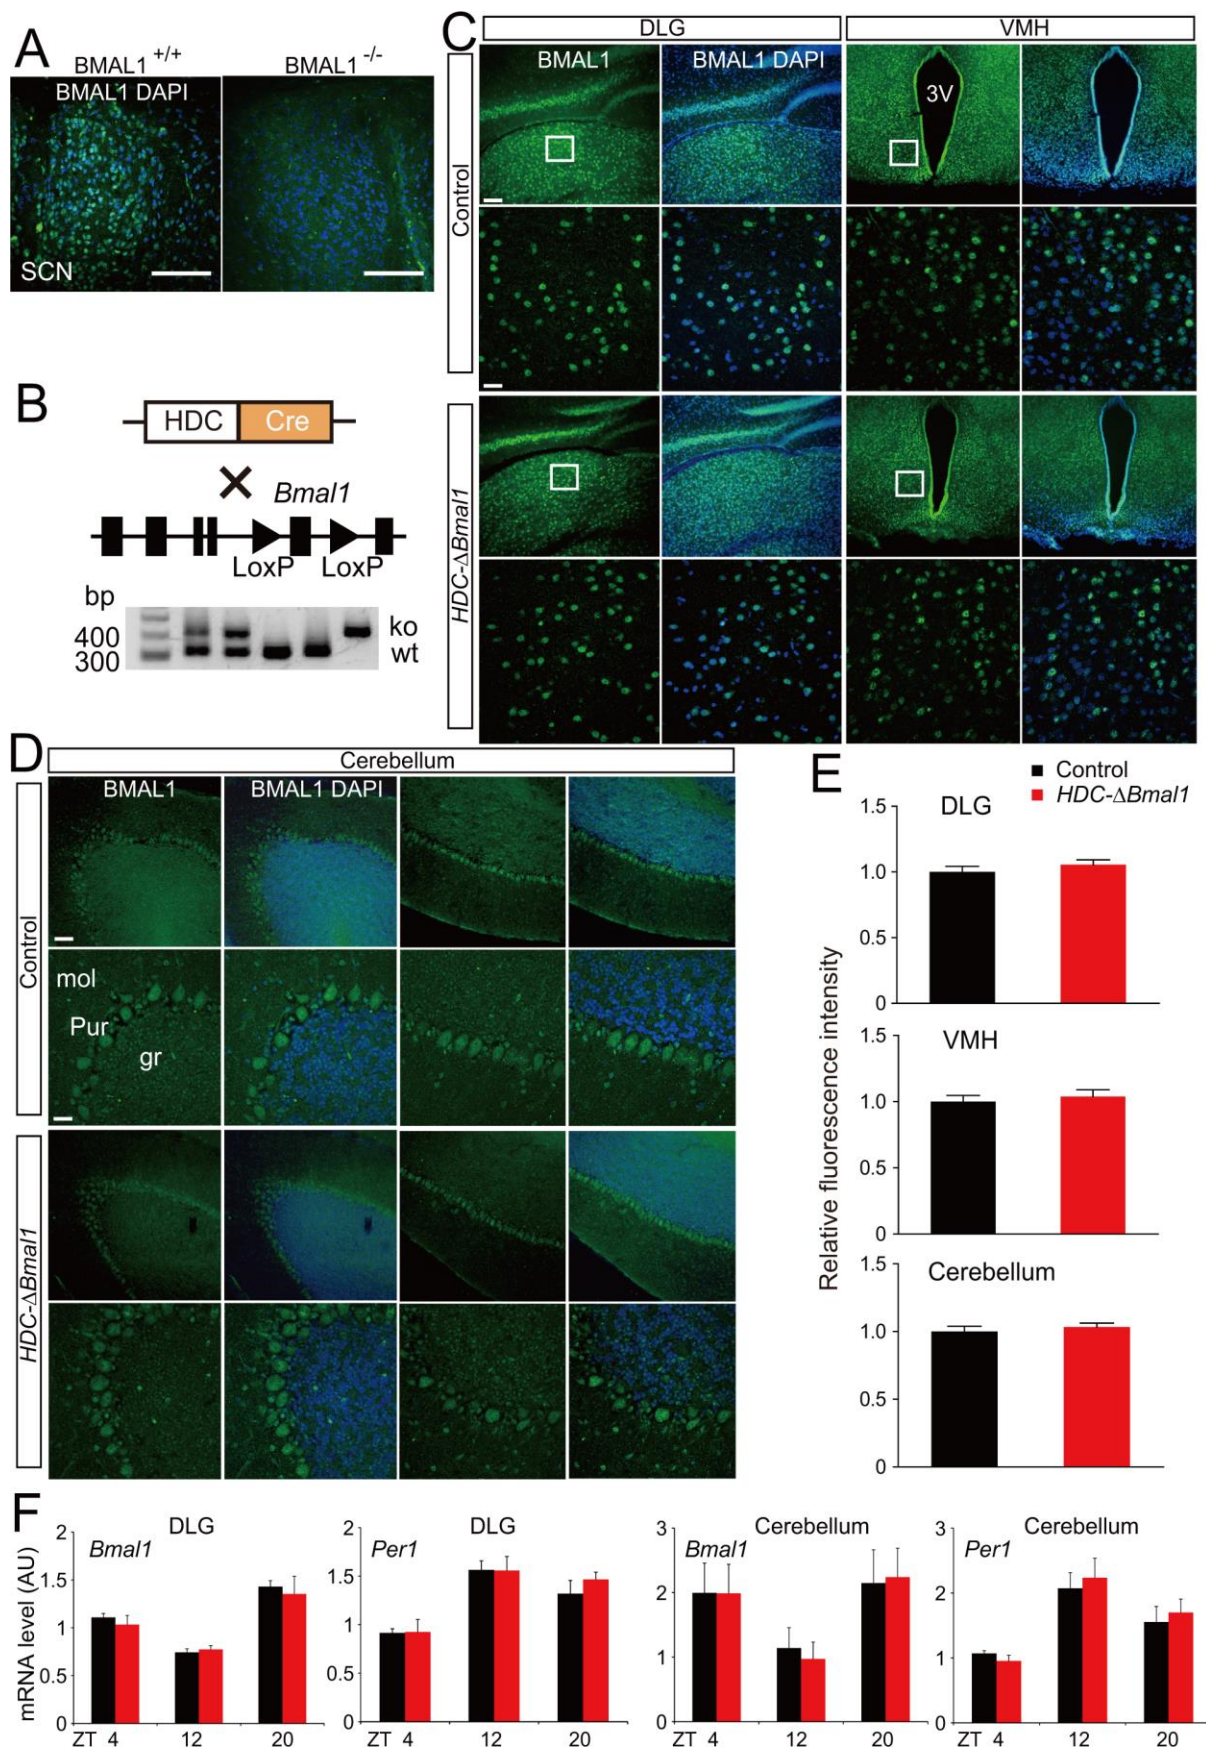 A
BMAL1 +/+
BMAL1 -/-
BMAL1 DAPI
SCN
B
HDC Cre
Bmal1
LoxP LoxP
bp
400
300
ko
wt
C
DLG
VMH
Control
HDC-ΔBmal1
BMAL1
BMAL1 DAPI
3V
D
Cerebellum
Control
HDC-ΔBmal1
BMAL1
BMAL1 DAPI
mol
Pur
gr
E
Control
HDC-ΔBmal1
Relative fluorescence intensity
DLG
1.5
1.0
0.5
0
VMH
1.5
1.0
0.5
0
Cerebellum
1.5
1.0
0.5
0
F
mRNA level (AU)
DLG
Bmal1
2
1.5
1
0.5
0
ZT 4 12 20
DLG
Per1
2
1.5
1
0.5
0
ZT 4 12 20
Cerebellum
Bmal1
3
2
1
0
ZT 4 12 20
Cerebellum
Per1
3
2
1
0
ZT 4 12 20